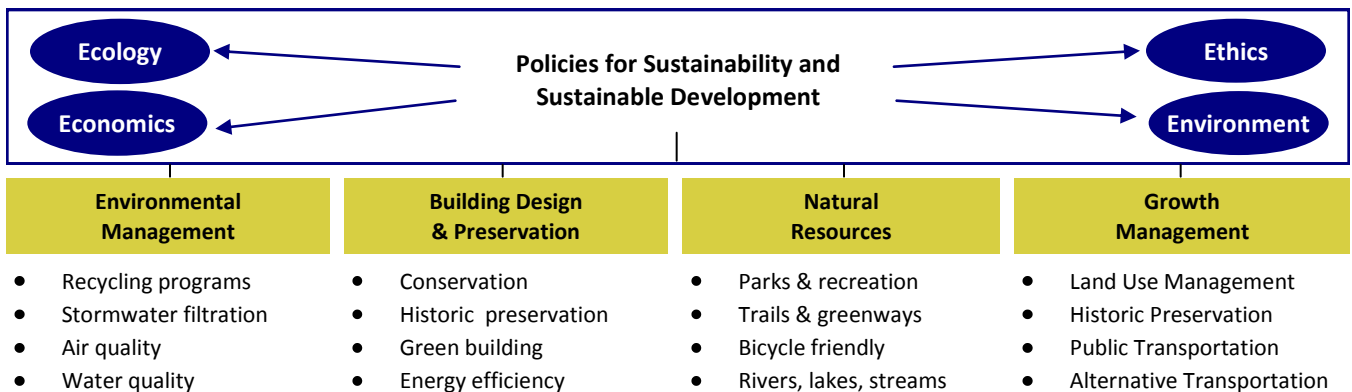 Ecology
Economics
Policies for Sustainability and
Sustainable Development
Ethics
Environment
Environmental
Management
• Recycling programs
• Stormwater filtration
• Air quality
• Water quality
Building Design
& Preservation
• Conservation
• Historic preservation
• Green building
• Energy efficiency
Natural
Resources
• Parks & recreation
• Trails & greenways
• Bicycle friendly
• Rivers, lakes, streams
Growth
Management
• Land Use Management
• Historic Preservation
• Public Transportation
• Alternative Transportation